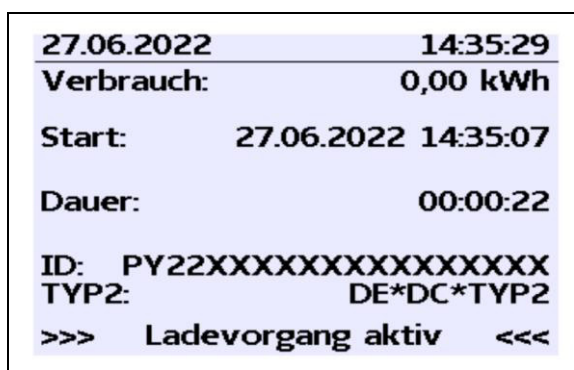 27.06.2022 14:35:29
Verbrauch: 0,00 kWh
Start: 27.06.2022 14:35:07
Dauer: 00:00:22
ID: PY22XXXXXXXXXXXXXXXX
TYP2: DE*DC*TYP2
>>> Ladevorgang aktiv <<<